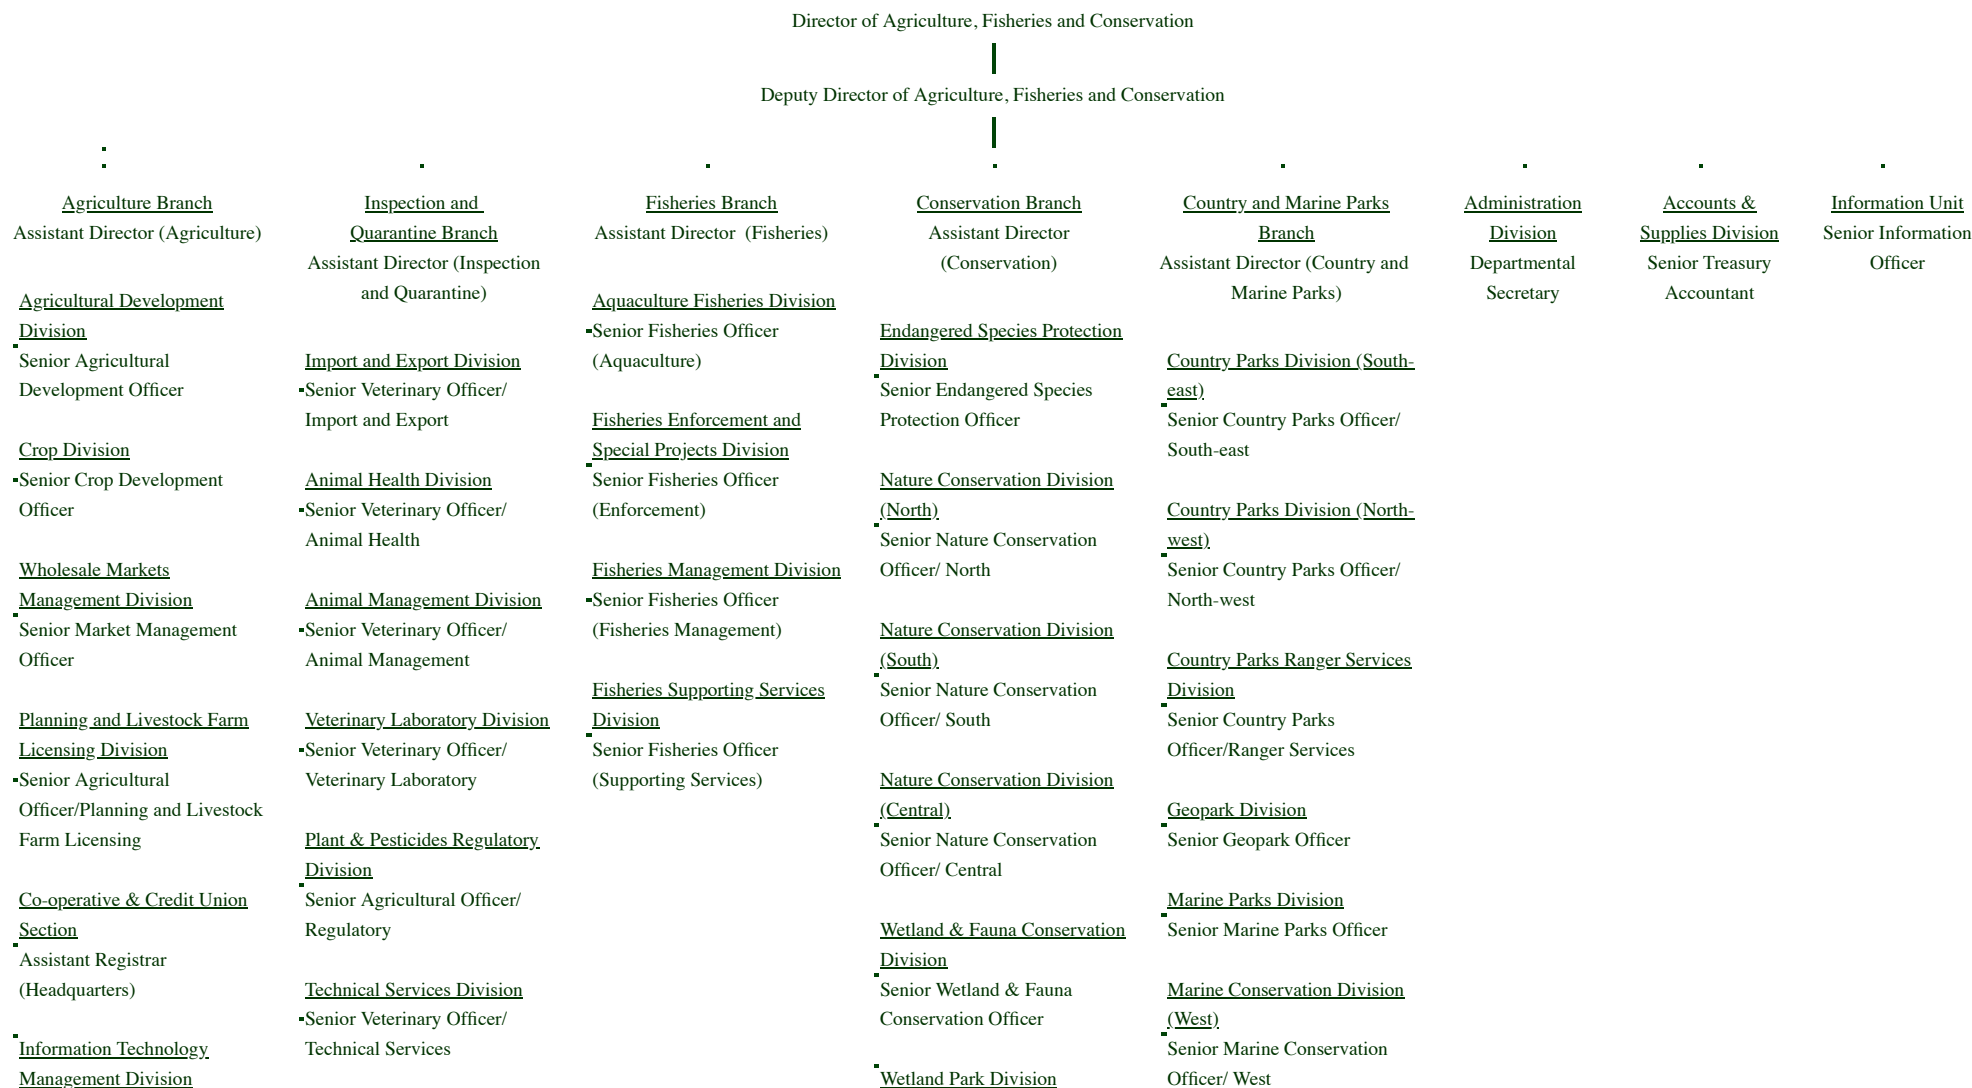 Director of Agriculture, Fisheries and Conservation
Deputy Director of Agriculture, Fisheries and Conservation
Agriculture Branch
Assistant Director (Agriculture)
Agricultural Development
Division
Senior Agricultural
Development Officer
Crop Division
Senior Crop Development
Officer
Wholesale Markets
Management Division
Senior Market Management
Officer
Planning and Livestock Farm
Licensing Division
Senior Agricultural
Officer/Planning and Livestock
Farm Licensing
Co-operative & Credit Union
Section
Assistant Registrar
(Headquarters)
Information Technology
Management Division
Inspection and
Quarantine Branch
Assistant Director (Inspection
and Quarantine)
Import and Export Division
Senior Veterinary Officer/
Import and Export
Animal Health Division
Senior Veterinary Officer/
Animal Health
Animal Management Division
Senior Veterinary Officer/
Animal Management
Veterinary Laboratory Division
Senior Veterinary Officer/
Veterinary Laboratory
Plant & Pesticides Regulatory
Division
Senior Agricultural Officer/
Regulatory
Technical Services Division
Senior Veterinary Officer/
Technical Services
Fisheries Branch
Assistant Director (Fisheries)
Aquaculture Fisheries Division
Senior Fisheries Officer
(Aquaculture)
Fisheries Enforcement and
Special Projects Division
Senior Fisheries Officer
(Enforcement)
Fisheries Management Division
Senior Fisheries Officer
(Fisheries Management)
Fisheries Supporting Services
Division
Senior Fisheries Officer
(Supporting Services)
Conservation Branch
Assistant Director
(Conservation)
Endangered Species Protection
Division
Senior Endangered Species
Protection Officer
Nature Conservation Division
(North)
Senior Nature Conservation
Officer/ North
Nature Conservation Division
(South)
Senior Nature Conservation
Officer/ South
Nature Conservation Division
(Central)
Senior Nature Conservation
Officer/ Central
Wetland & Fauna Conservation
Division
Senior Wetland & Fauna
Conservation Officer
Wetland Park Division
Country and Marine Parks
Branch
Assistant Director (Country and
Marine Parks)
Country Parks Division (South-
east)
Senior Country Parks Officer/
South-east
Country Parks Division (North-
west)
Senior Country Parks Officer/
North-west
Country Parks Ranger Services
Division
Senior Country Parks
Officer/Ranger Services
Geopark Division
Senior Geopark Officer
Marine Parks Division
Senior Marine Parks Officer
Marine Conservation Division
(West)
Senior Marine Conservation
Officer/ West
Administration
Division
Departmental
Secretary
Accounts &
Supplies Division
Senior Treasury
Accountant
Information Unit
Senior Information
Officer